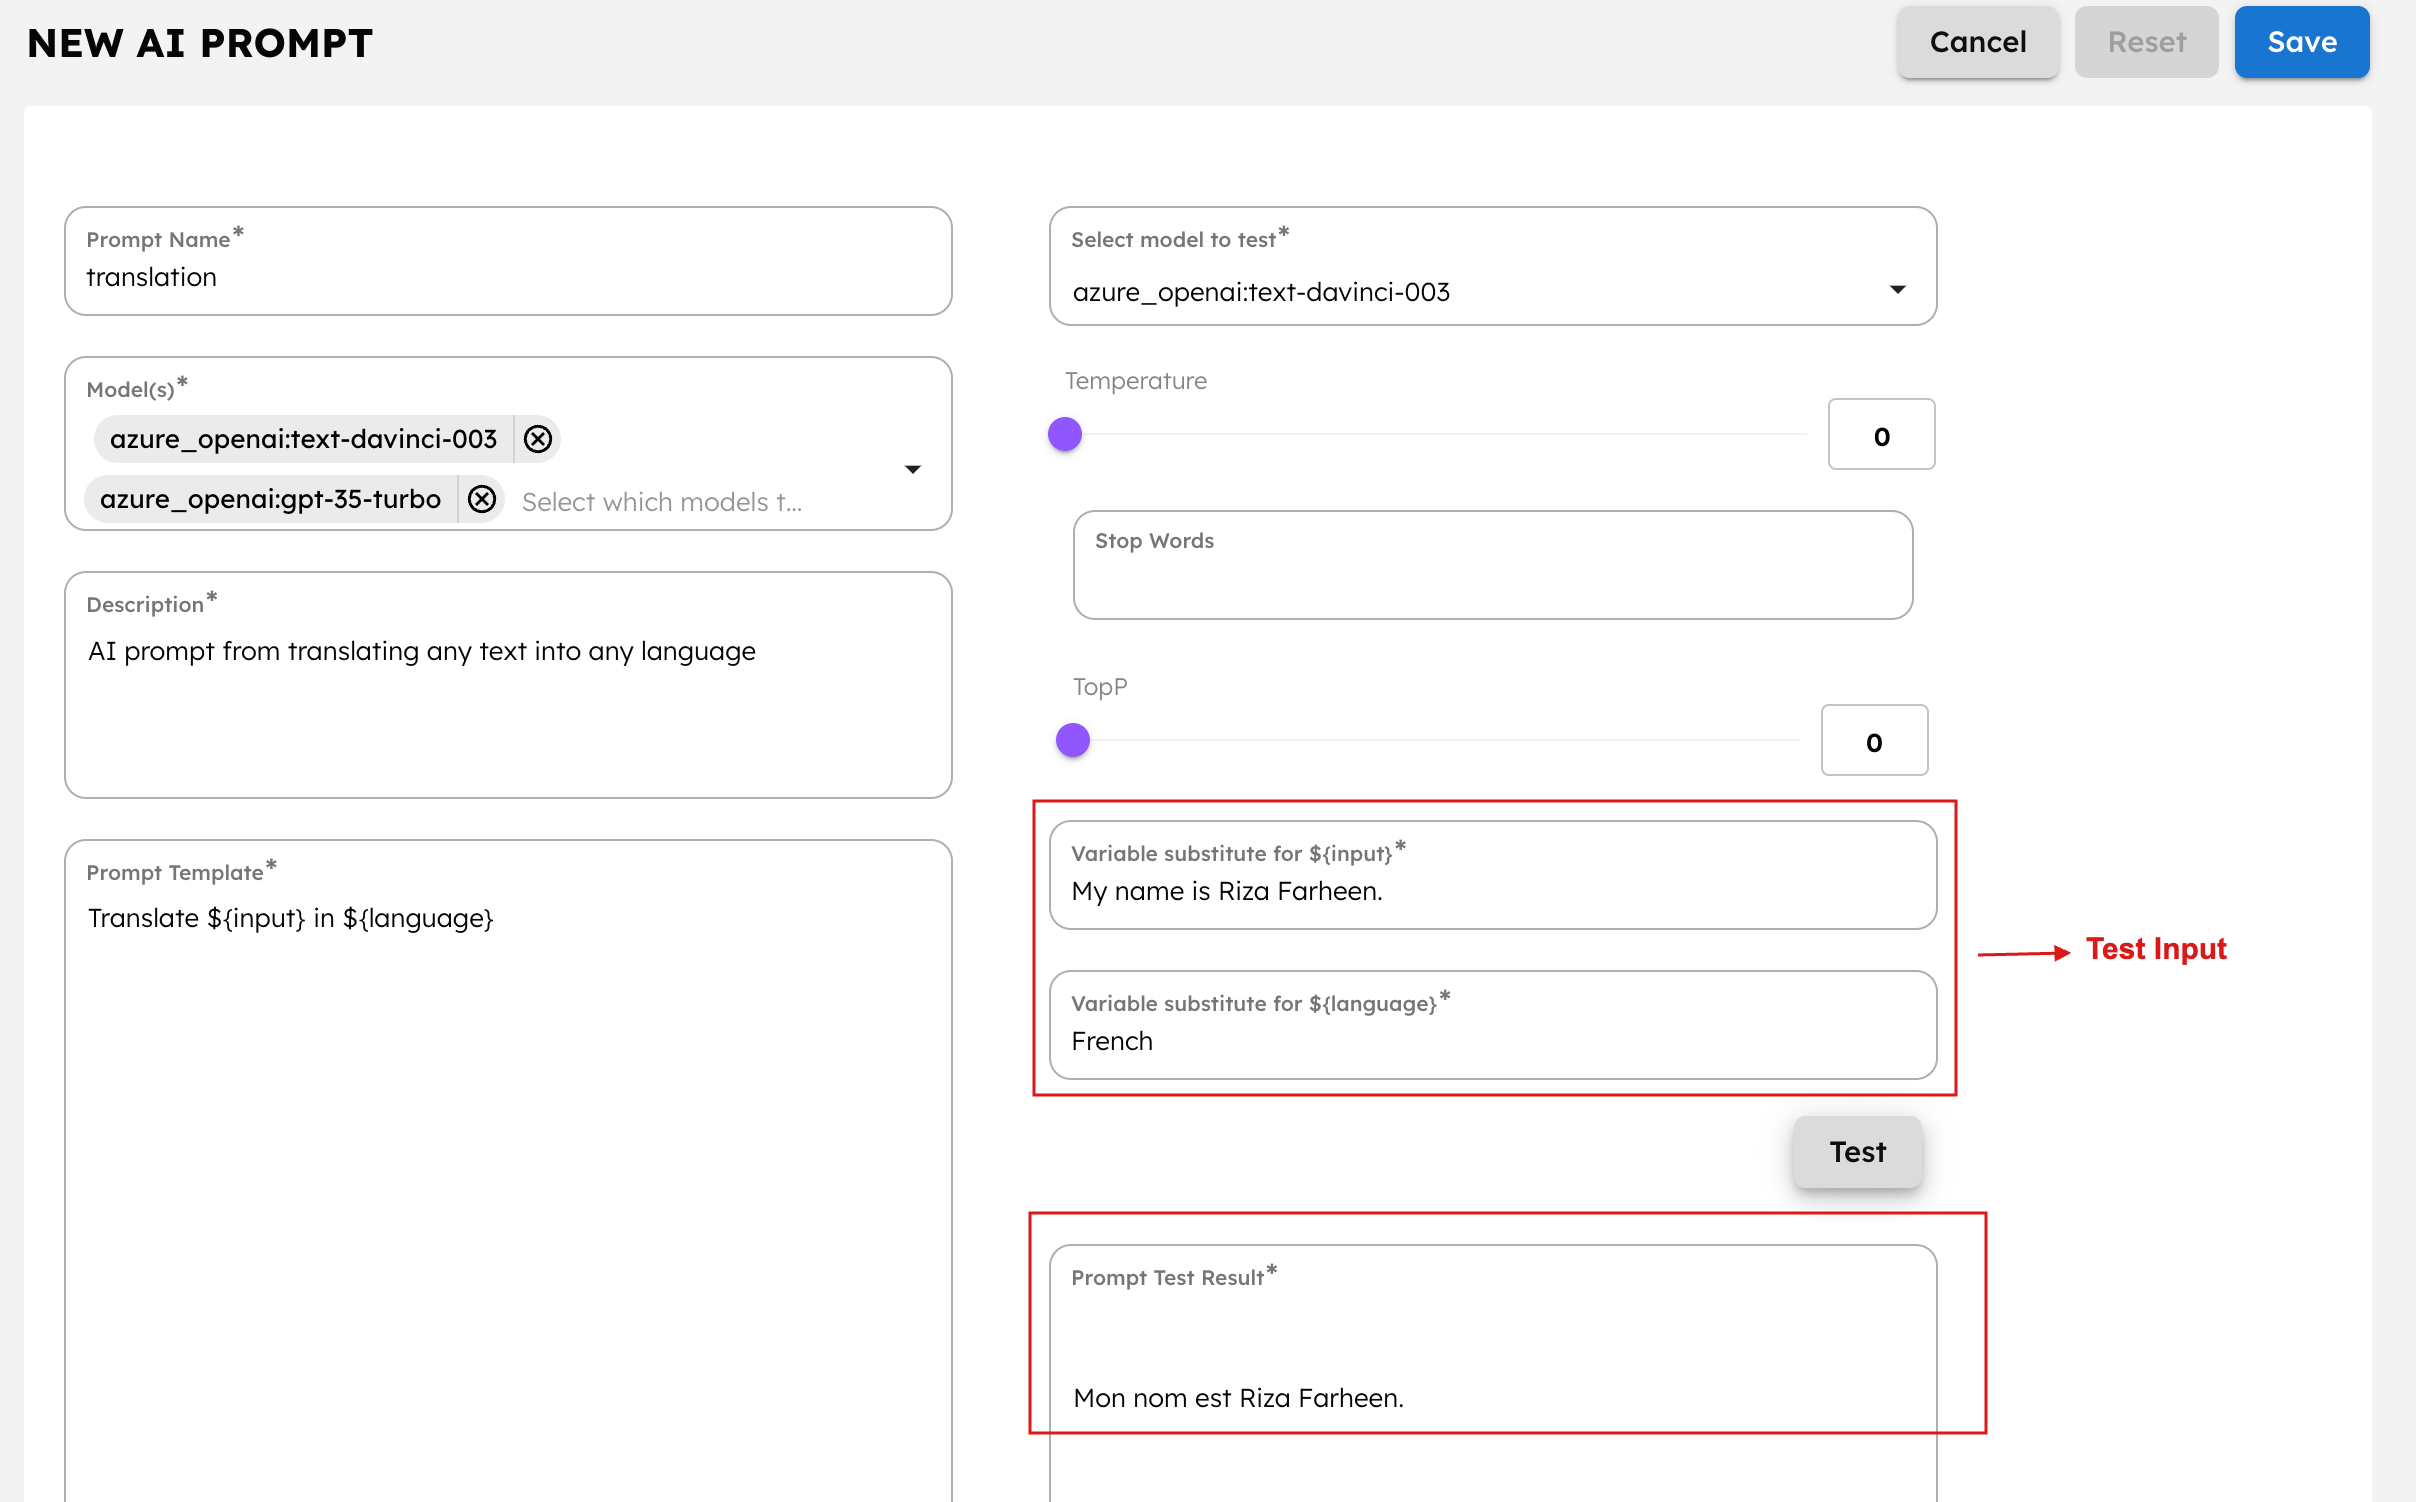 NEW AI PROMPT
Cancel
Reset
Save
Prompt Name*
translation
Model(s)*
azure_openai:text-davinci-003
azure_openai:gpt-35-turbo
Select which models t...
Description*
AI prompt from translating any text into any language
Prompt Template*
Translate ${input} in ${language}
Select model to test*
azure_openai:text-davinci-003
Temperature
0
Stop Words
TopP
0
Variable substitute for ${input}*
My name is Riza Farheen.
Variable substitute for ${language}*
French
Test Input
Test
Prompt Test Result*
Mon nom est Riza Farheen.